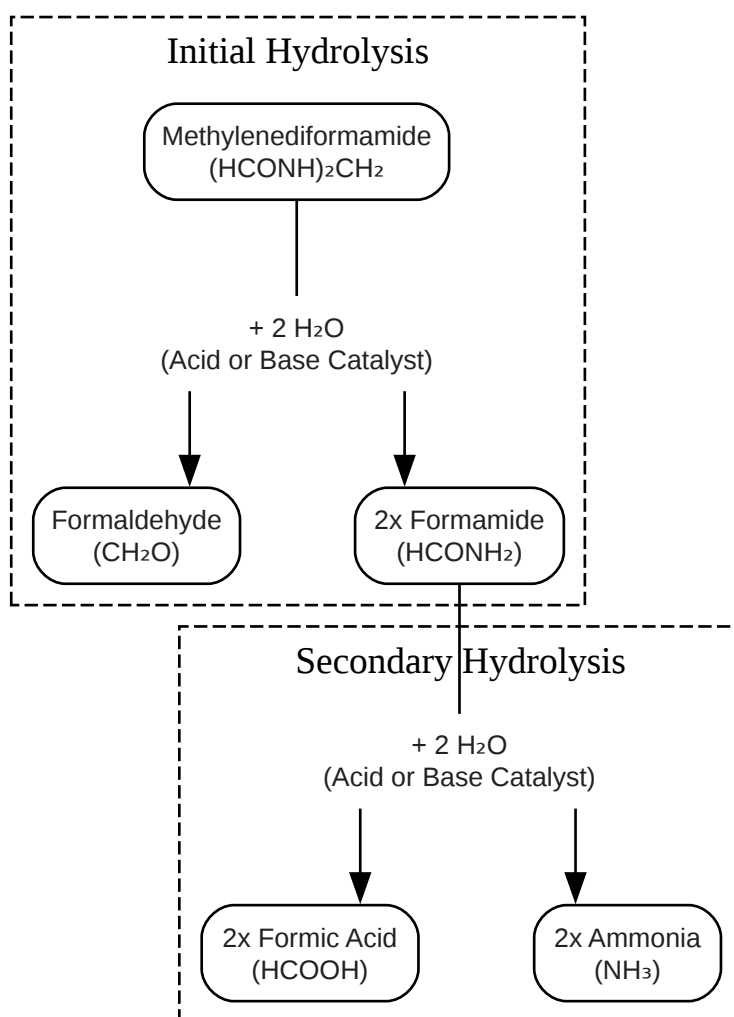 Initial Hydrolysis
Methylenediformamide
(HCONH)₂CH₂
+ 2 H₂O
(Acid or Base Catalyst)
Formaldehyde
(CH₂O)
2x Formamide
(HCONH₂)
Secondary Hydrolysis
+ 2 H₂O
(Acid or Base Catalyst)
2x Formic Acid
(HCOOH)
2x Ammonia
(NH₃)